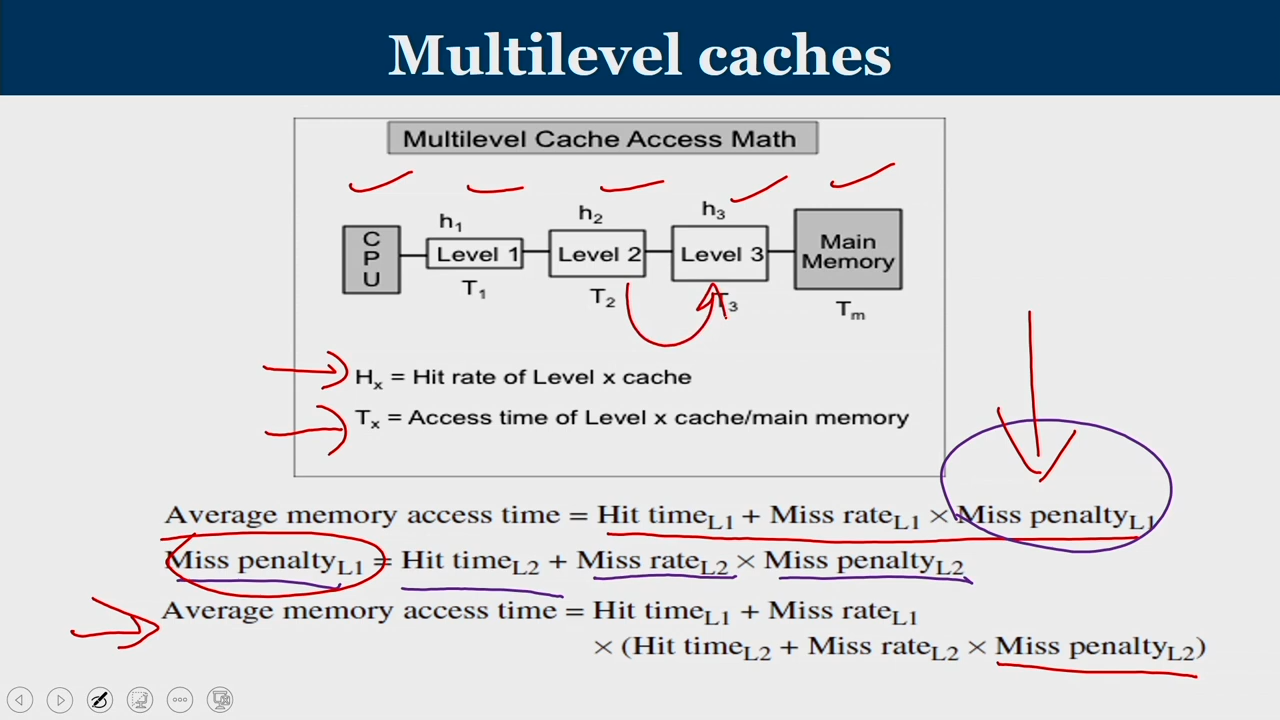 Multilevel caches
Multilevel Cache Access Math
h1 h2 h3
CPU Level 1 Level 2 Level 3 Main Memory
T1 T2 T3 Tm
Hx = Hit rate of Level x cache
Tx = Access time of Level x cache/main memory
Average memory access time = Hit timeL1 + Miss rateL1 × Miss penaltyL1
Miss penaltyL1 = Hit timeL2 + Miss rateL2 × Miss penaltyL2
Average memory access time = Hit timeL1 + Miss rateL1
× (Hit timeL2 + Miss rateL2 × Miss penaltyL2)